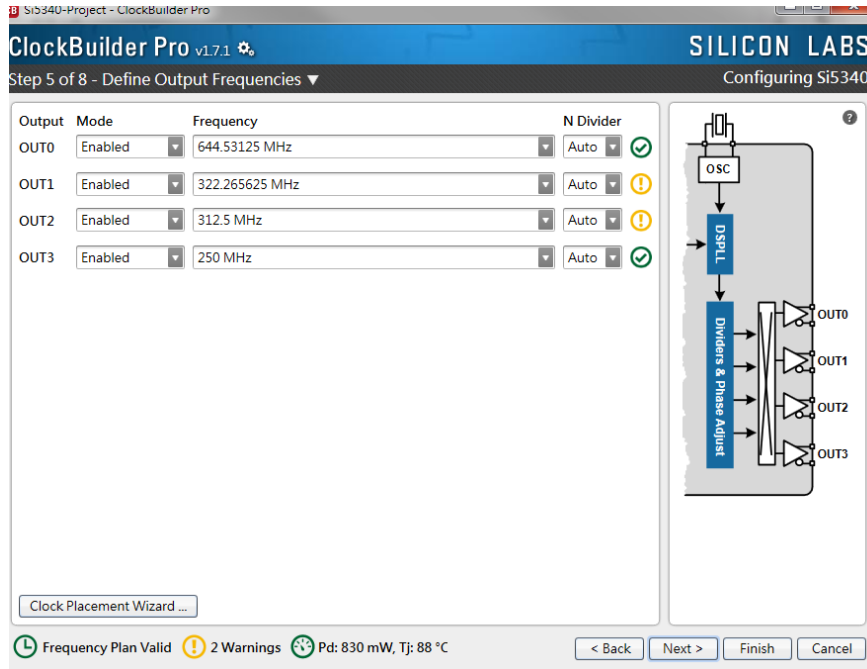 Si5340-Project - ClockBuilder Pro
ClockBuilder Pro v1.7.1
SILICON LABS
Step 5 of 8 - Define Output Frequencies ▼
Configuring Si5340
Output Mode Frequency N Divider
OUT0 Enabled 644.53125 MHz Auto
OUT1 Enabled 322.265625 MHz Auto
OUT2 Enabled 312.5 MHz Auto
OUT3 Enabled 250 MHz Auto
?
OSC
DSPLL
Dividers & Phase Adjust
OUT0
OUT1
OUT2
OUT3
Clock Placement Wizard ...
Frequency Plan Valid 2 Warnings Pd: 830 mW, Tj: 88 °C
< Back Next > Finish Cancel